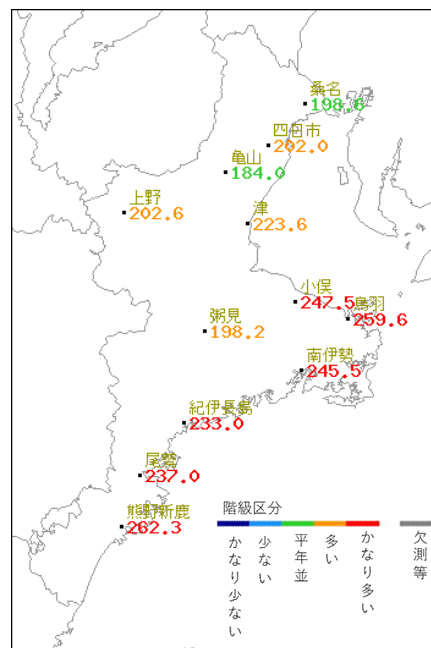 桑名
198.6
四日市
202.0
亀山
184.0
上野
202.6
津
223.6
小俣
247.5
鳥羽
259.6
粥見
198.2
南伊勢
245.5
紀伊長島
233.0
尾鷲
237.0
熊野新鹿
262.3
階級区分
かなり少ない
少ない
平年並
多い
かなり多い
欠測等